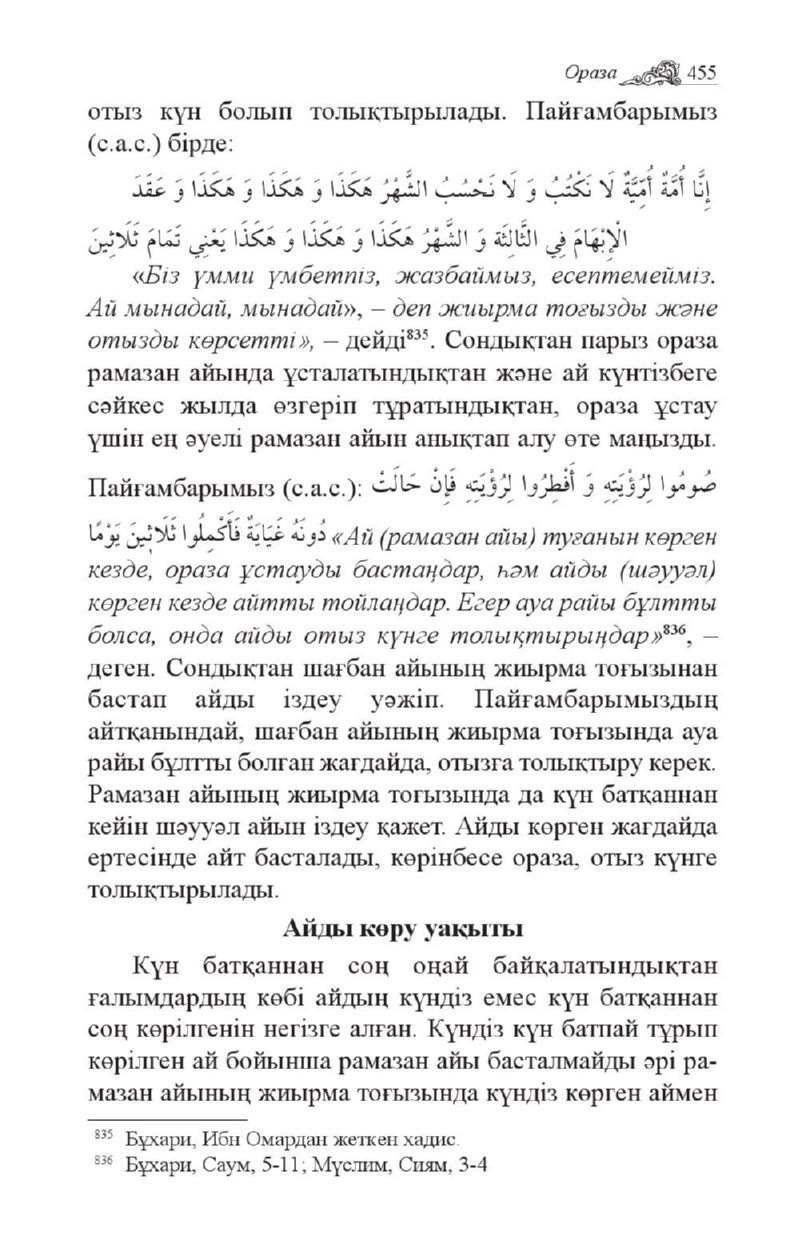 Ораза 455
отыз күн болып толықтырылады. Пайғамбарымыз
(с.а.с.) бірде:
إِنَّا أُمَّةٌ أُمِّيَّةٌ لَا نَكْتُبُ وَ لَا نَحْسُبُ الشَّهْرُ هَكَذَا وَ هَكَذَا وَ هَكَذَا وَ عَقَدَ
الْإِبْهَامَ فِي الثَّالِثَة وَ الشَّهْرُ هَكَذَا وَ هَكَذَا وَ هَكَذَا يَعْنِي تَمَامَ ثَلَاثِينَ
«Біз үмми үмбетпіз, жазбаймыз, есептемейміз.
Ай мынадай, мынадай», – деп жиырма тоғызды және
отызды көрсетті», – дейді⁸³⁵. Сондықтан парыз ораза
рамазан айында ұсталатындықтан және ай күнтізбеге
сәйкес жылда өзгеріп тұратындықтан, ораза ұстау
үшін ең әуелі рамазан айын анықтап алу өте маңызды.
Пайғамбарымыз (с.а.с.): صُومُوا لِرُؤْيَتِهِ وَ أَفْطِرُوا لِرُؤْيَتِهِ فَإِنْ حَالَتْ
دُونَهُ غَيَايَةٌ فَأَكْمِلُوا ثَلَاثِينَ يَوْمًا «Ай (рамазан айы) туғанын көрген
кезде, ораза ұстауды бастаңдар, һәм айды (шәууәл)
көрген кезде айтты тойлаңдар. Егер ауа райы бұлтты
болса, онда айды отыз күнге толықтырыңдар»⁸³⁶, –
деген. Сондықтан шағбан айының жиырма тоғызынан
бастап айды іздеу уәжіп. Пайғамбарымыздың
айтқанындай, шағбан айының жиырма тоғызында ауа
райы бұлтты болған жағдайда, отызға толықтыру керек.
Рамазан айының жиырма тоғызында да күн батқаннан
кейін шәууәл айын іздеу қажет. Айды көрген жағдайда
ертесінде айт басталады, көрінбесе ораза, отыз күнге
толықтырылады.
Айды көру уақыты
Күн батқаннан соң оңай байқалатындықтан
ғалымдардың көбі айдың күндіз емес күн батқаннан
соң көрілгенін негізге алған. Күндіз күн батпай тұрып
көрілген ай бойынша рамазан айы басталмайды әрі ра-
мазан айының жиырма тоғызында күндіз көрген аймен
⁸³⁵ Бұхари, Ибн Омардан жеткен хадис.
⁸³⁶ Бұхари, Саум, 5-11; Мүслим, Сиям, 3-4